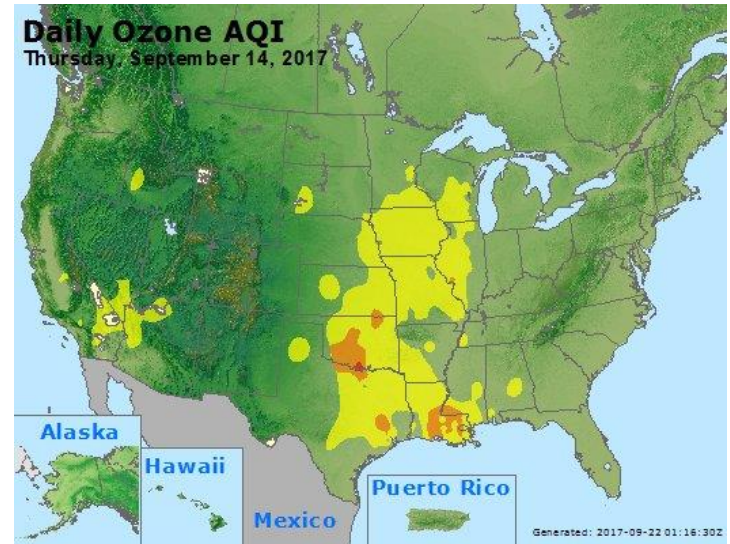 Daily Ozone AQI
Thursday, September 14, 2017
Alaska
Hawaii
Mexico
Puerto Rico
Generated: 2017-09-22 01:16:30Z